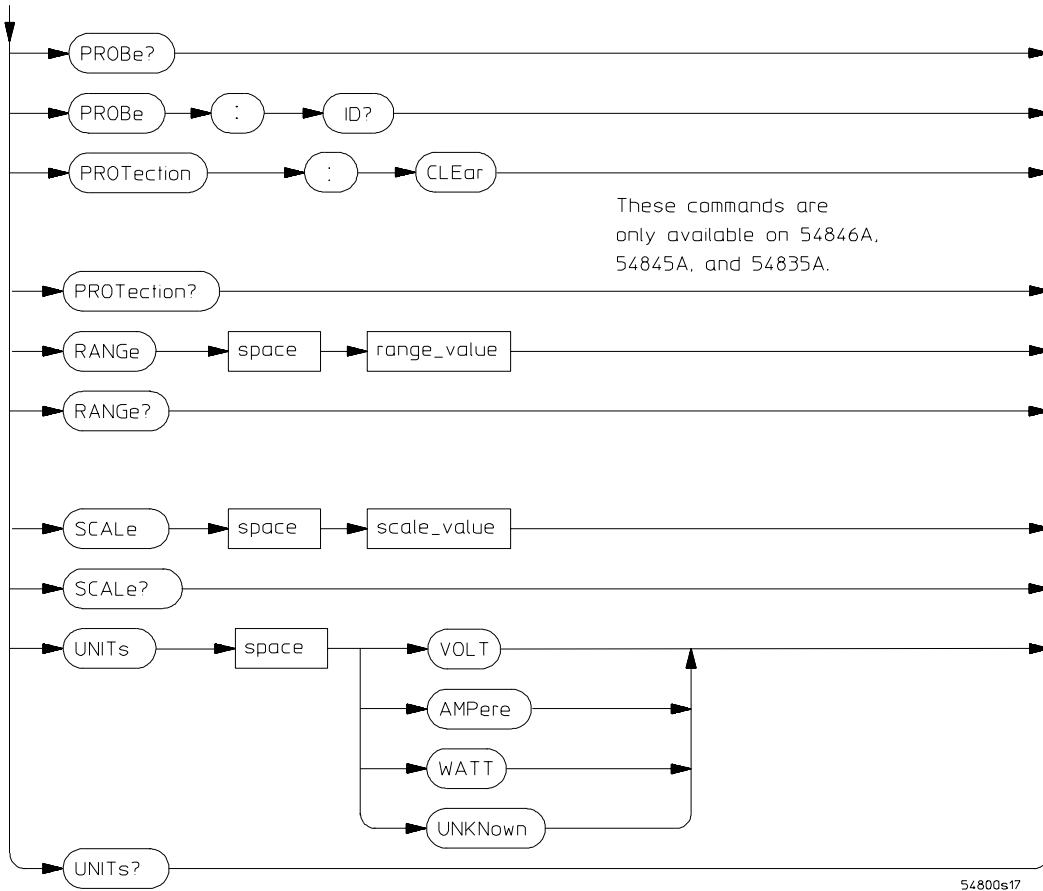 PROBe?
PROBe : ID?
PROTection : CLEar
These commands are
only available on 54846A,
54845A, and 54835A.
PROTection?
RANGe space range_value
RANGe?
SCALe space scale_value
SCALe?
UNITs space VOLT
AMPere
WATT
UNKNown
UNITs?
54800s17